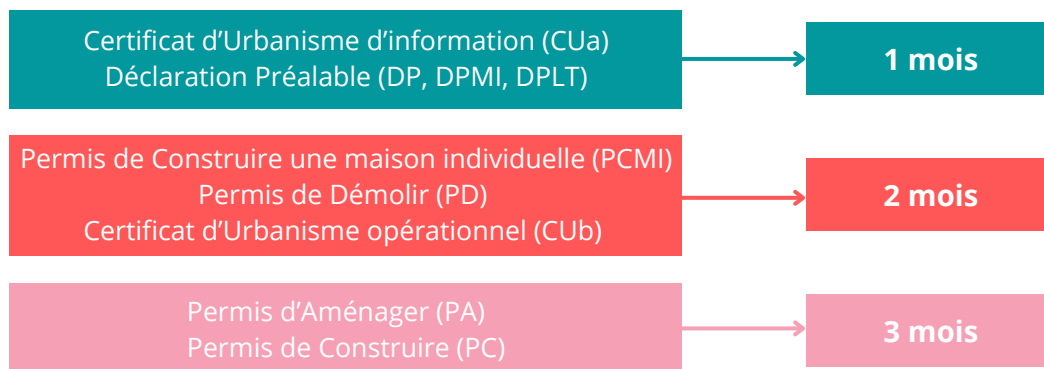 Certificat d’Urbanisme d’information (CUa)
Déclaration Préalable (DP, DPMI, DPLT)
1 mois
Permis de Construire une maison individuelle (PCMI)
Permis de Démolir (PD)
Certificat d’Urbanisme opérationnel (CUb)
2 mois
Permis d’Aménager (PA)
Permis de Construire (PC)
3 mois